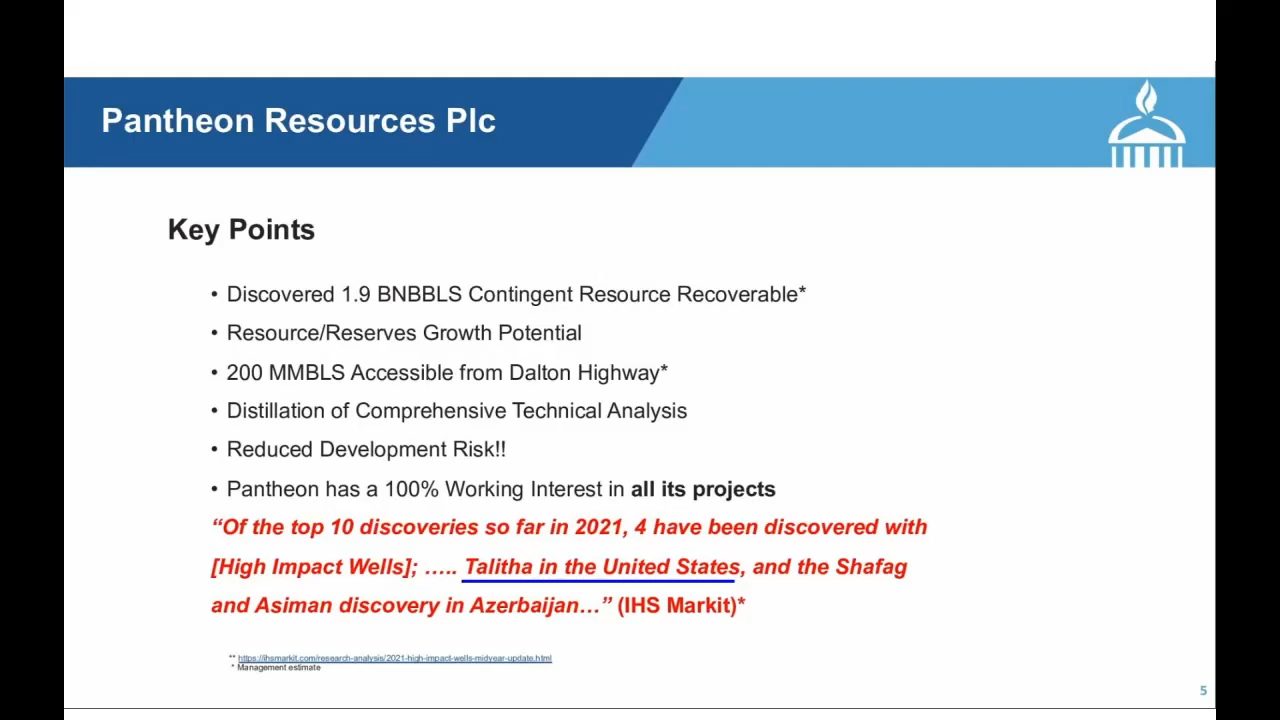 Pantheon Resources Plc
Key Points
• Discovered 1.9 BNBBLS Contingent Resource Recoverable*
• Resource/Reserves Growth Potential
• 200 MMBLS Accessible from Dalton Highway*
• Distillation of Comprehensive Technical Analysis
• Reduced Development Risk!!
• Pantheon has a 100% Working Interest in all its projects
“Of the top 10 discoveries so far in 2021, 4 have been discovered with
[High Impact Wells]; ….. Talitha in the United States, and the Shafag
and Asiman discovery in Azerbaijan…” (IHS Markit)*
** https://ihsmarkit.com/research-analysis/2021-high-impact-wells-midyear-update.html
* Management estimate
5